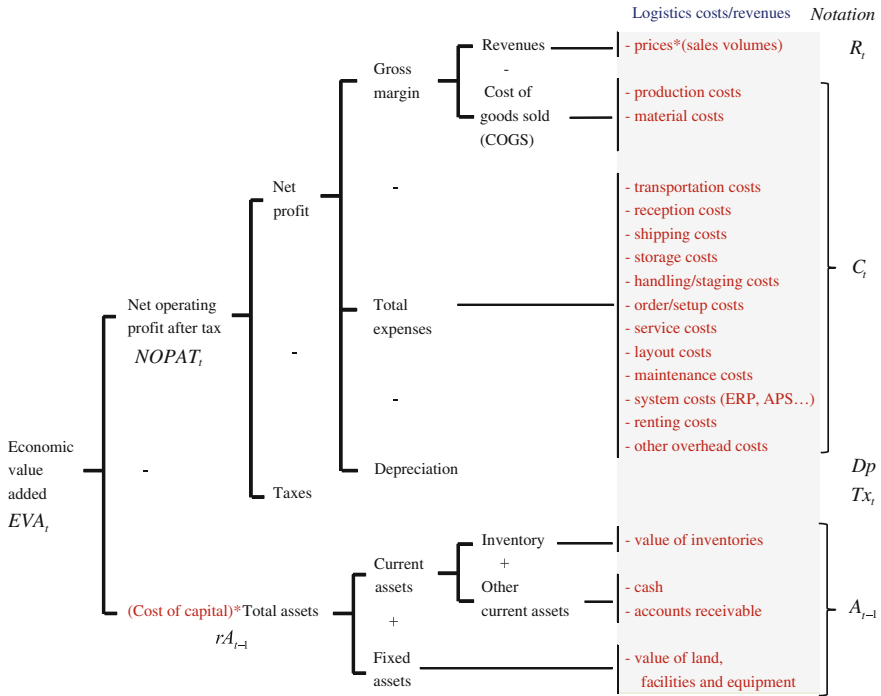 Logistics costs/revenues
Notation
Revenues
- prices*(sales volumes)
R_t
Gross
margin
-
Cost of
goods sold
(COGS)
- production costs
- material costs
Net
profit
-
- transportation costs
- reception costs
- shipping costs
- storage costs
- handling/staging costs
- order/setup costs
- service costs
- layout costs
- maintenance costs
- system costs (ERP, APS…)
- renting costs
- other overhead costs
C_t
Total
expenses
Net operating
profit after tax
NOPAT_t
-
-
Depreciation
Dp
Taxes
Tx_t
Economic
value
added
EVA_t
-
Inventory
- value of inventories
Current
assets
+
Other
current assets
- cash
- accounts receivable
A_{t-1}
(Cost of capital)*Total assets
rA_{t-1}
+
Fixed
assets
- value of land,
facilities and equipment